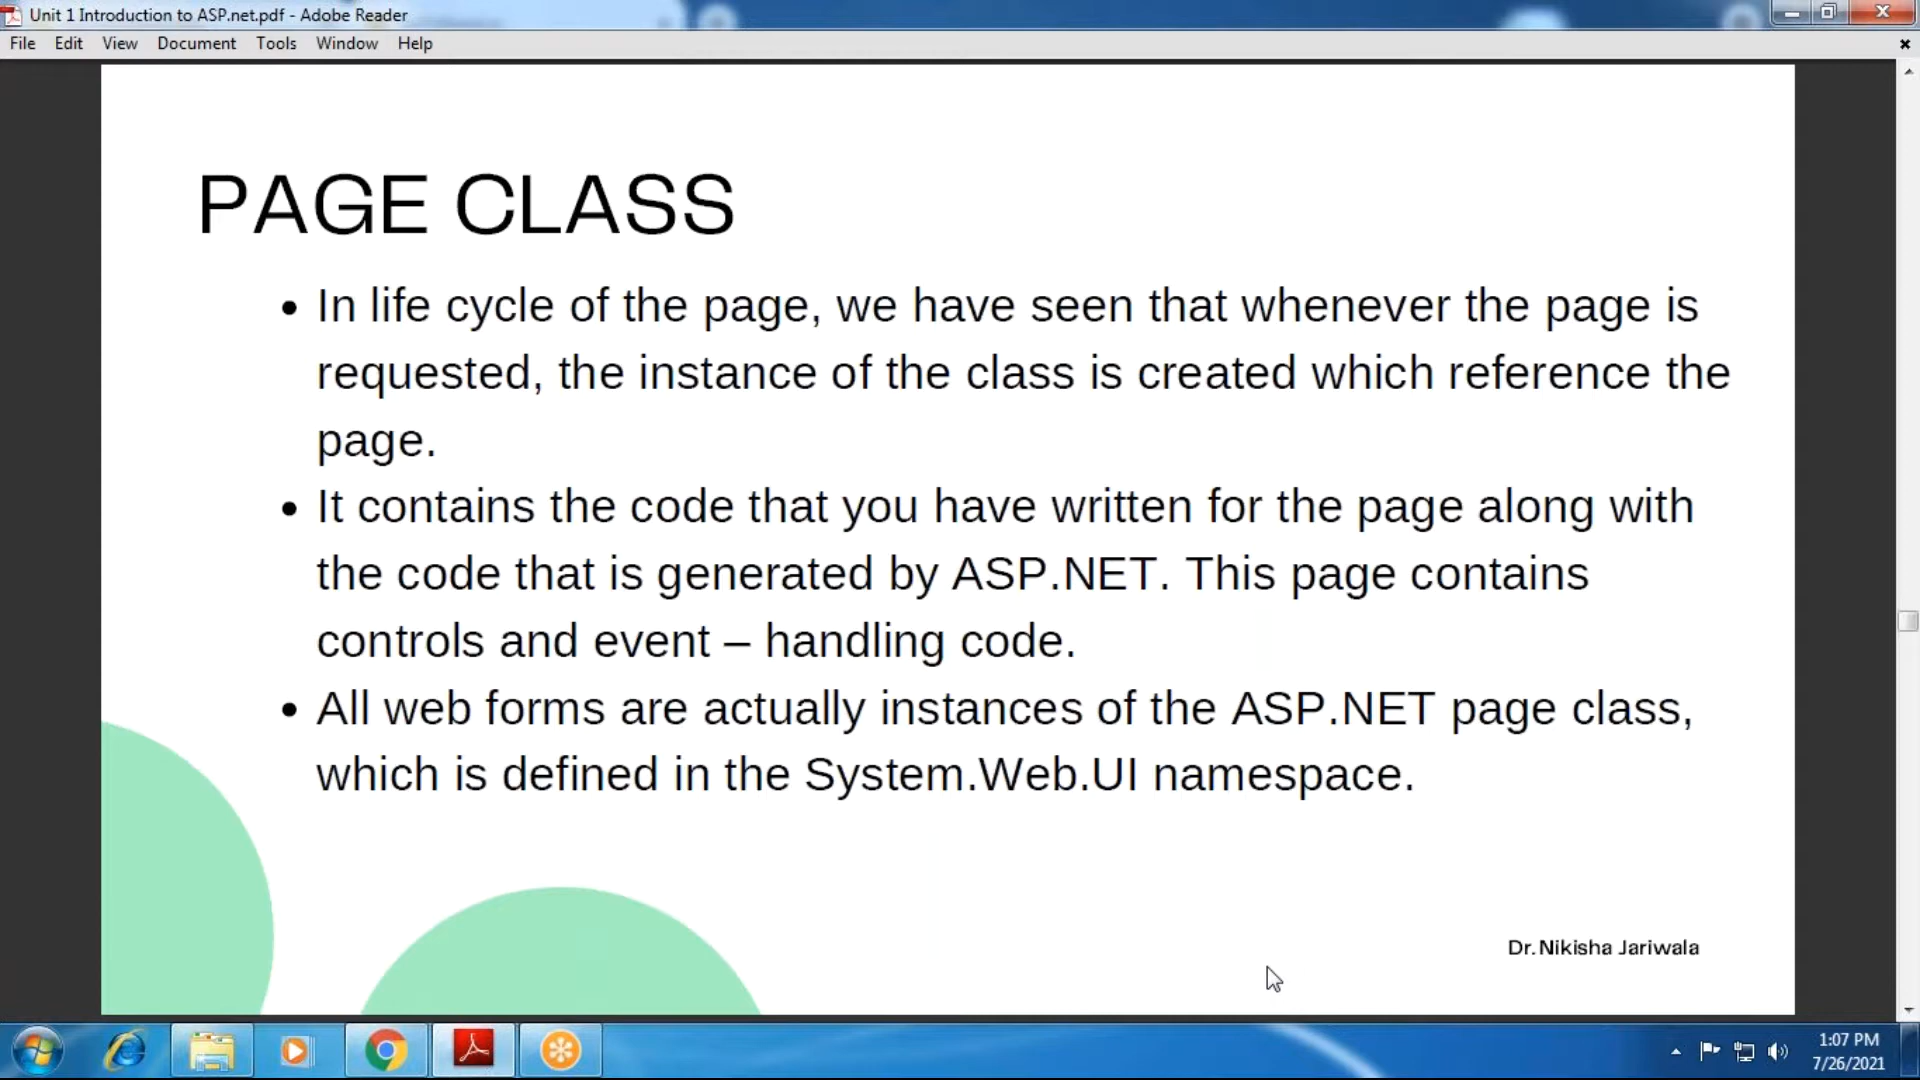 Unit 1 Introduction to ASP.net.pdf - Adobe Reader
File Edit View Document Tools Window Help
PAGE CLASS
• In life cycle of the page, we have seen that whenever the page is
requested, the instance of the class is created which reference the
page.
• It contains the code that you have written for the page along with
the code that is generated by ASP.NET. This page contains
controls and event – handling code.
• All web forms are actually instances of the ASP.NET page class,
which is defined in the System.Web.UI namespace.
Dr. Nikisha Jariwala
1:07 PM
7/26/2021